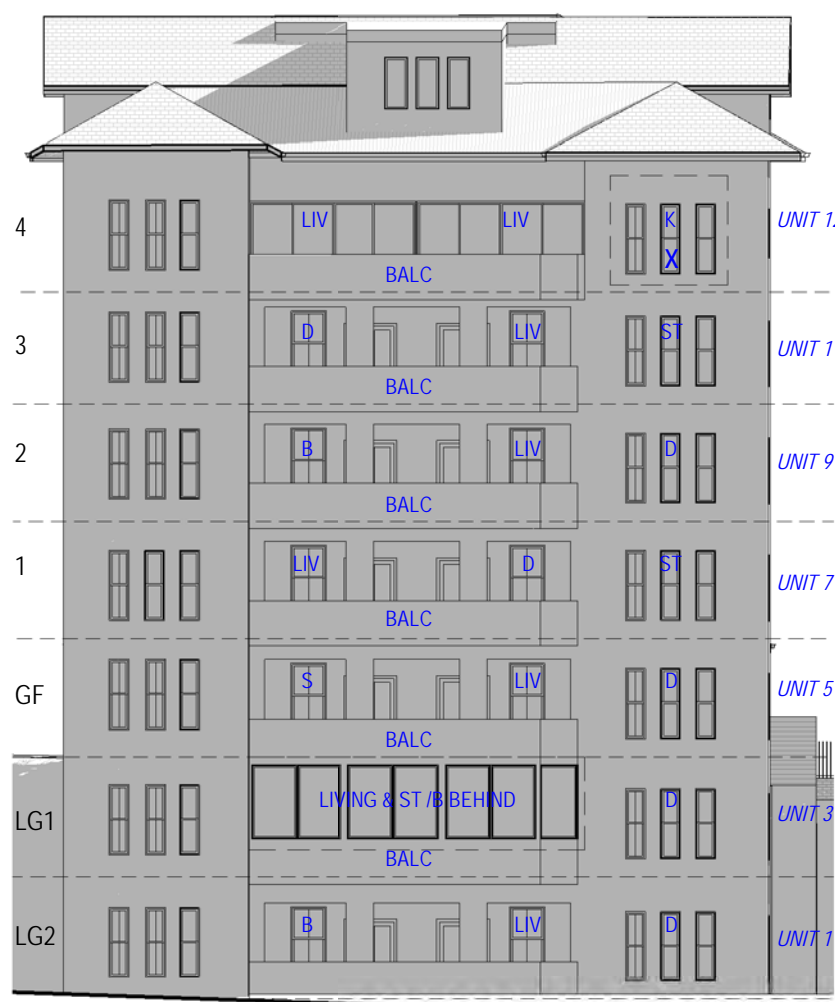 4 LIV LIV K UNIT 1
X
BALC
3 D LIV ST UNIT 1
BALC
2 B LIV D UNIT 9
BALC
1 LIV D ST UNIT 7
BALC
GF S LIV D UNIT 5
BALC
LG1 LIVING & ST /B BEHIND D UNIT 3
BALC
LG2 B LIV D UNIT 1